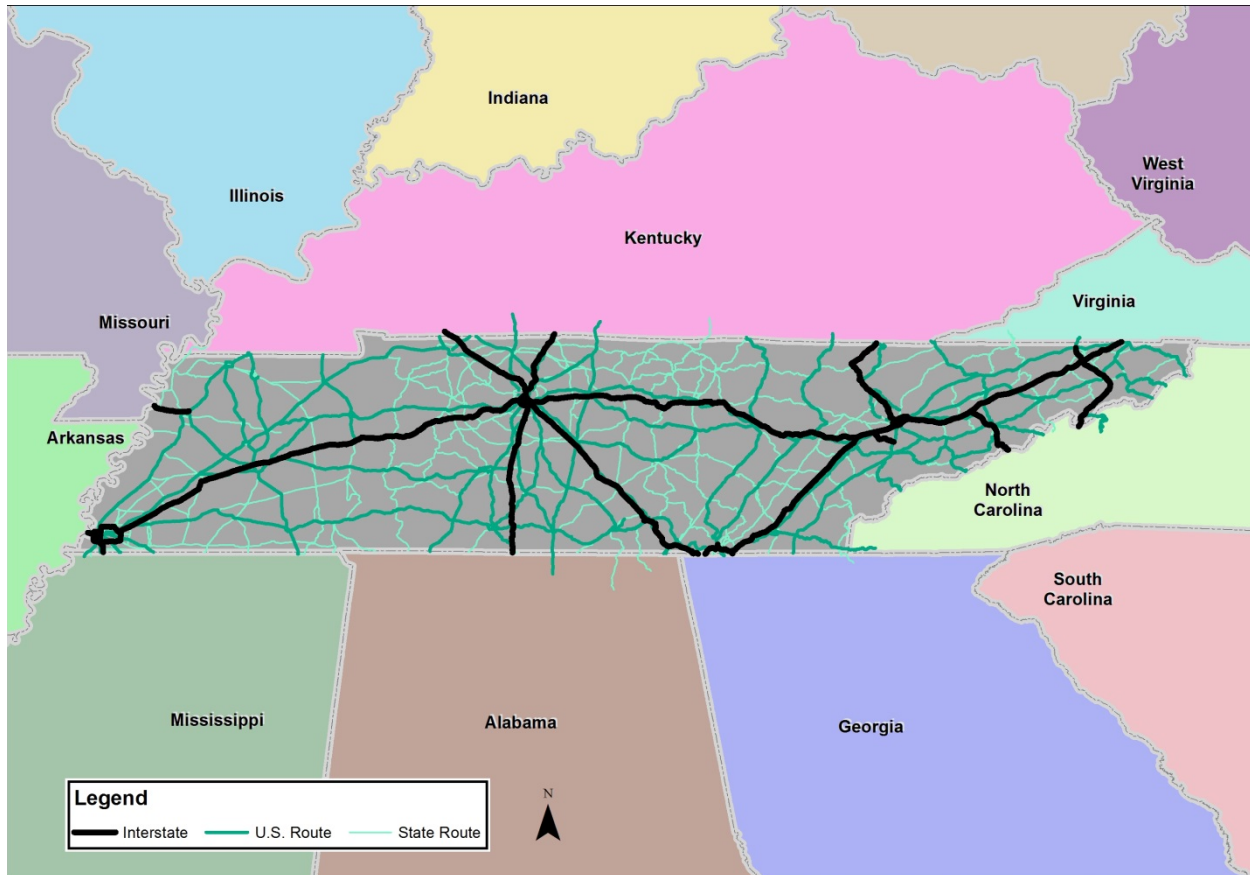 Indiana
West
Virginia
Illinois
Kentucky
Virginia
Missouri
Arkansas
North
Carolina
South
Carolina
Mississippi
Alabama
Georgia
N
Legend
Interstate U.S. Route State Route